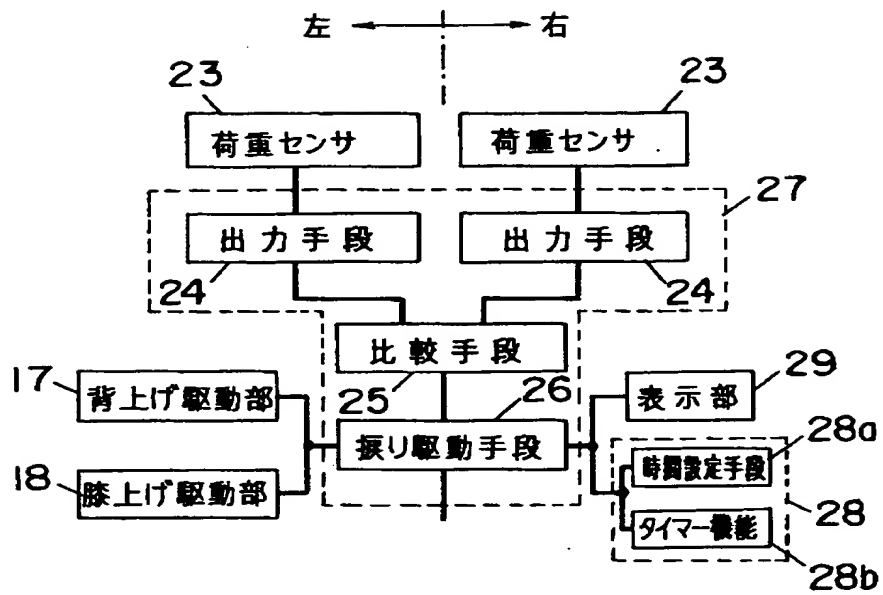 左 右
23 23
荷重センサ 荷重センサ
27
出力手段 出力手段
24 24
比較手段
25 26
17 背上げ駆動部
振り駆動手段
表示部 29
18 膝上げ駆動部
時間設定手段 28a
28
タイマー機能
28b